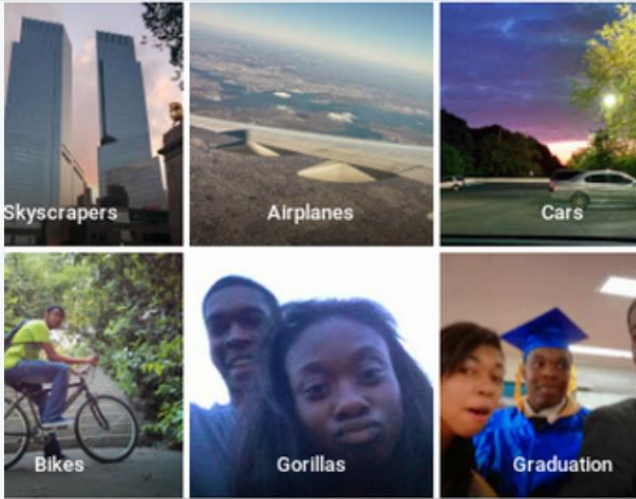 Skyscrapers
Airplanes
Cars
Bikes
Gorillas
Graduation